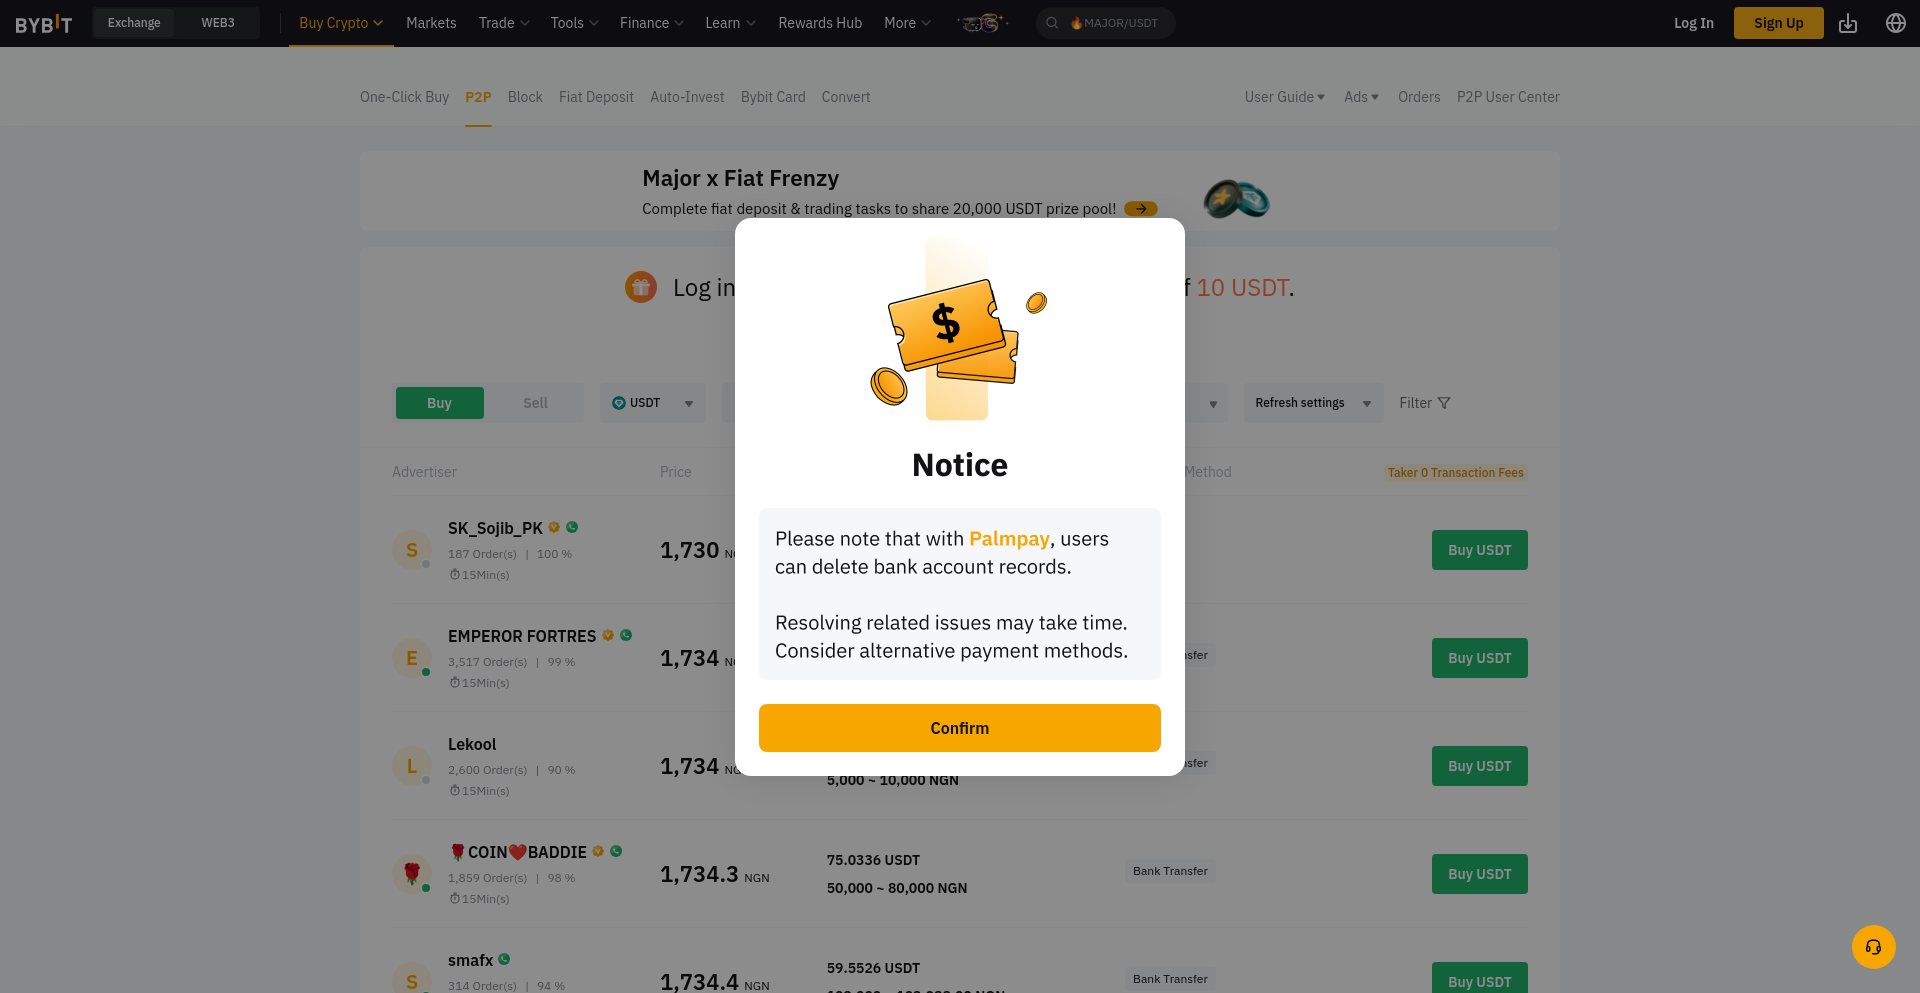 BYBIT
Exchange
WEB3
Buy Crypto
Markets
Trade
Tools
Finance
Learn
Rewards Hub
More
MAJOR/USDT
Log In
Sign Up
One-Click Buy
P2P
Block
Fiat Deposit
Auto-Invest
Bybit Card
Convert
User Guide
Ads
Orders
P2P User Center
Major x Fiat Frenzy
Complete fiat deposit & trading tasks to share 20,000 USDT prize pool!
Log in
10 USDT.
Buy
Sell
USDT
Refresh settings
Filter
Advertiser
Price
Method
Taker 0 Transaction Fees
S
SK_Sojib_PK
187 Order(s) | 100 %
15Min(s)
1,730
Buy USDT
E
EMPEROR FORTRES
3,517 Order(s) | 99 %
15Min(s)
1,734
Buy USDT
L
Lekool
2,600 Order(s) | 90 %
15Min(s)
1,734
5,000 ~ 10,000 NGN
Buy USDT
🌹COIN❤️BADDIE
1,859 Order(s) | 98 %
15Min(s)
1,734.3 NGN
75.0336 USDT
50,000 ~ 80,000 NGN
Bank Transfer
Buy USDT
S
smafx
314 Order(s) | 94 %
1,734.4 NGN
59.5526 USDT
Bank Transfer
Buy USDT
$
Notice
Please note that with Palmpay, users
can delete bank account records.
Resolving related issues may take time.
Consider alternative payment methods.
Confirm